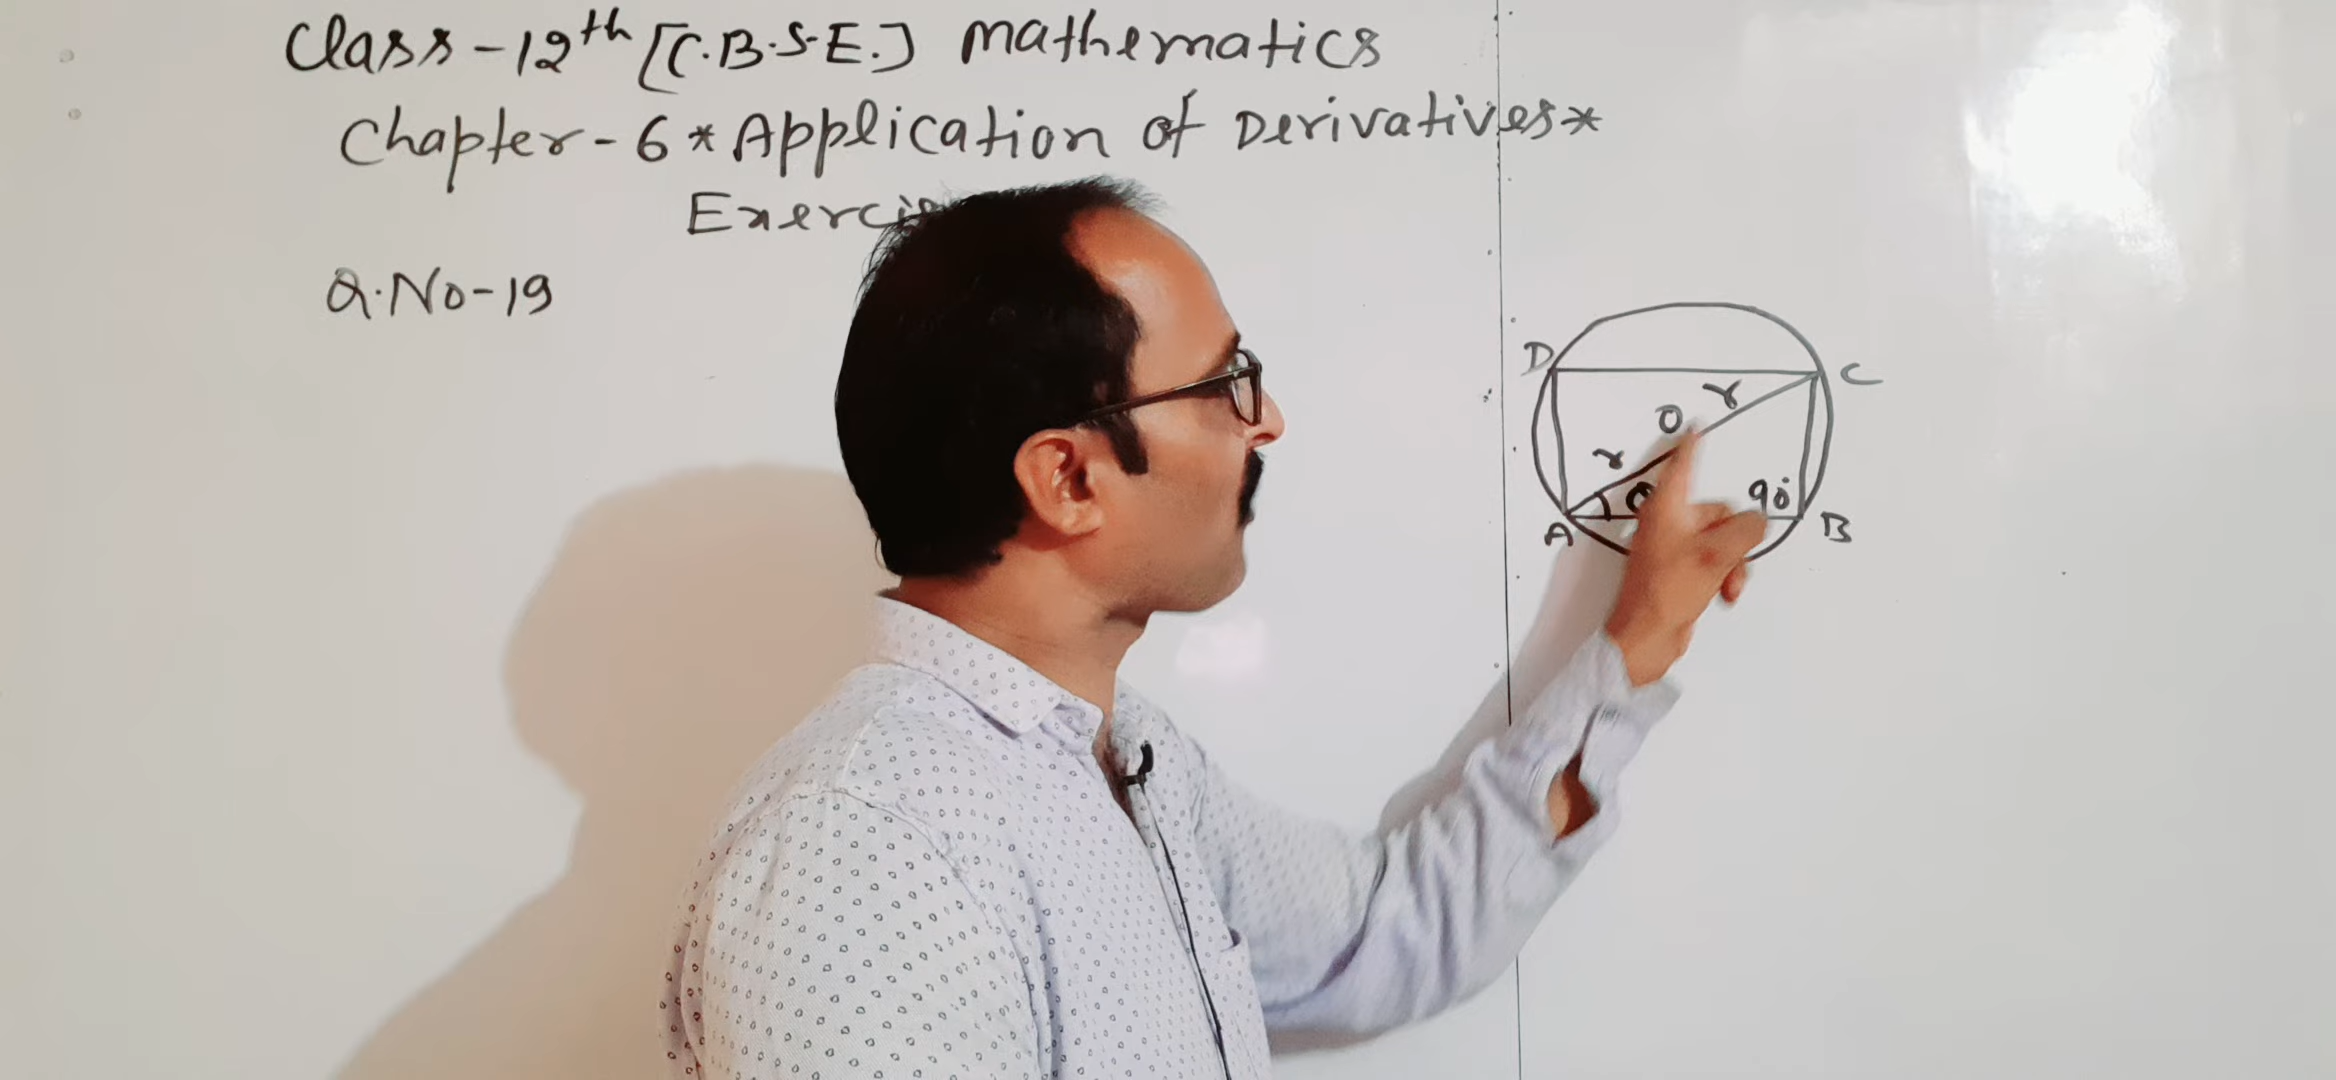 Class-12th [C.B.S.E.] Mathematics
Chapter-6 * Application of Derivatives *
Q.No-19
D
C
r
O
r
90°
A
B